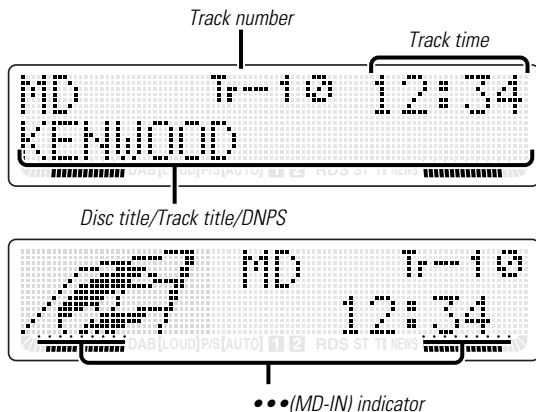 Track number
Track time
MD Tr-10 12:34
KENWOOD
DAB[LOUD]P/S[AUTO] 1 2 RDS ST TI NEWS
Disc title/Track title/DNPS
MD Tr-10
12:34
DAB[LOUD]P/S[AUTO] 1 2 RDS ST TI NEWS
•••(MD-IN) indicator